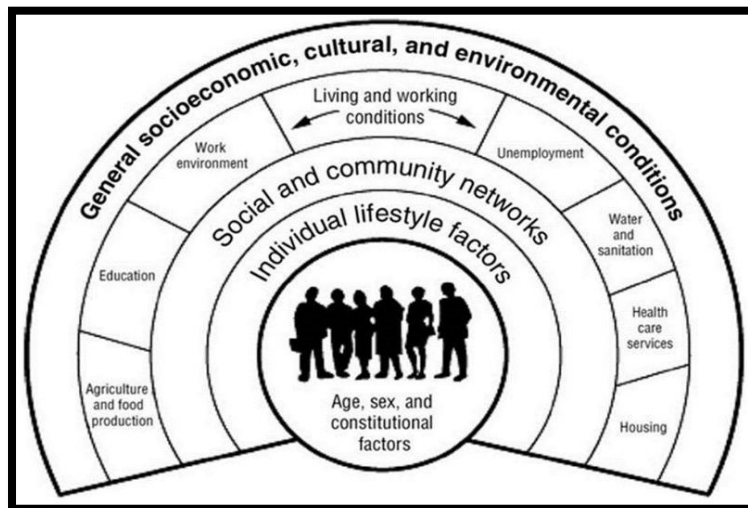 General socioeconomic, cultural, and environmental conditions
Living and working
conditions
Agriculture
and food
production
Education
Work
environment
Unemployment
Water
and
sanitation
Health
care
services
Housing
Social and community networks
Individual lifestyle factors
Age, sex, and
constitutional
factors